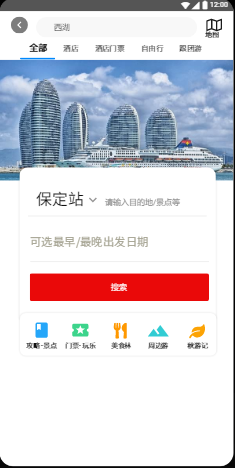 12:00
西湖
地图
全部 酒店 酒店门票 自由行 跟团游
保定站 请输入目的地/景点等
可选最早/最晚出发日期
搜索
攻略·景点 门票·玩乐 美食林 周边游 秋游记